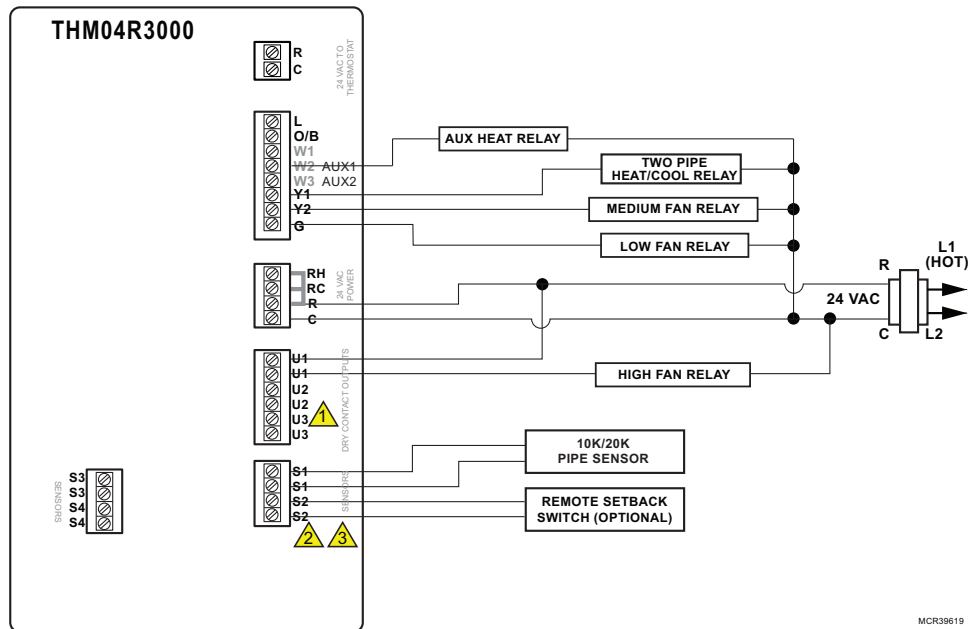 THM04R3000
R
C
24 VAC TO
THERMOSTAT
L
O/B
W1
W2 AUX1
W3 AUX2
Y1
Y2
G
AUX HEAT RELAY
TWO PIPE
HEAT/COOL RELAY
MEDIUM FAN RELAY
LOW FAN RELAY
RH
RC
R
C
24 VAC
POWER
R
24 VAC
C
L1
(HOT)
L2
U1
U1
U2
U2
U3
U3
DRY CONTACT OUTPUTS
1
HIGH FAN RELAY
S1
S1
S2
S2
SENSORS
2
3
10K/20K
PIPE SENSOR
REMOTE SETBACK
SWITCH (OPTIONAL)
SENSORS
S3
S3
S4
S4
MCR39619